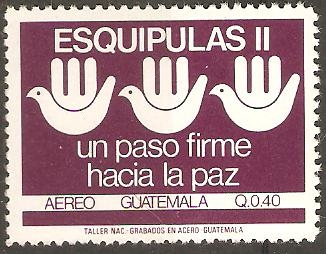 ESQUIPULAS II
un paso firme
hacia la paz
AEREO GUATEMALA Q.0.40
TALLER NAC.-GRABADOS EN ACERO-GUATEMALA